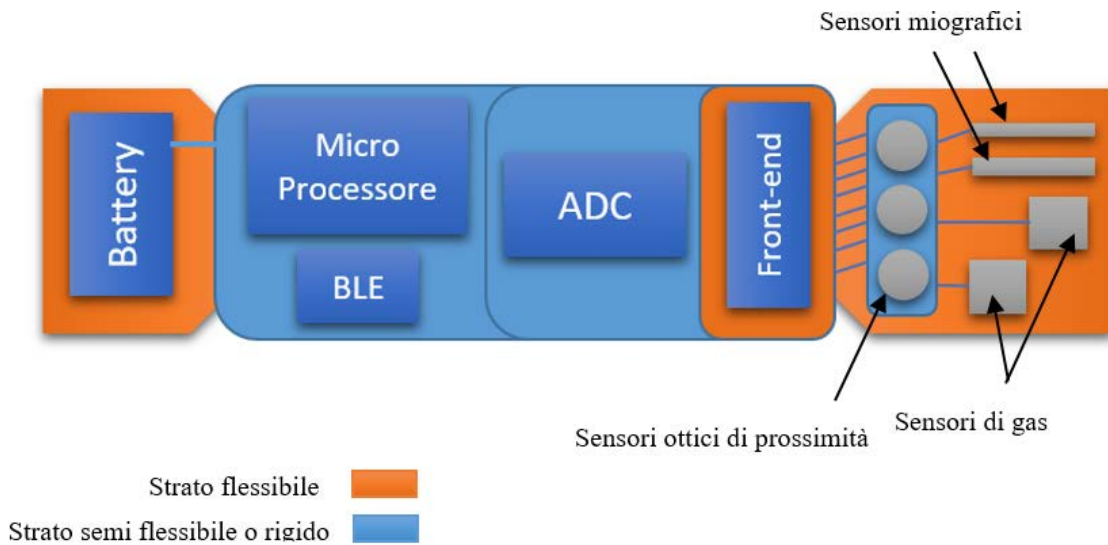 Sensori miografici
Battery
Micro
Processore
BLE
ADC
Front-end
Sensori ottici di prossimità
Sensori di gas
Strato flessibile
Strato semi flessibile o rigido